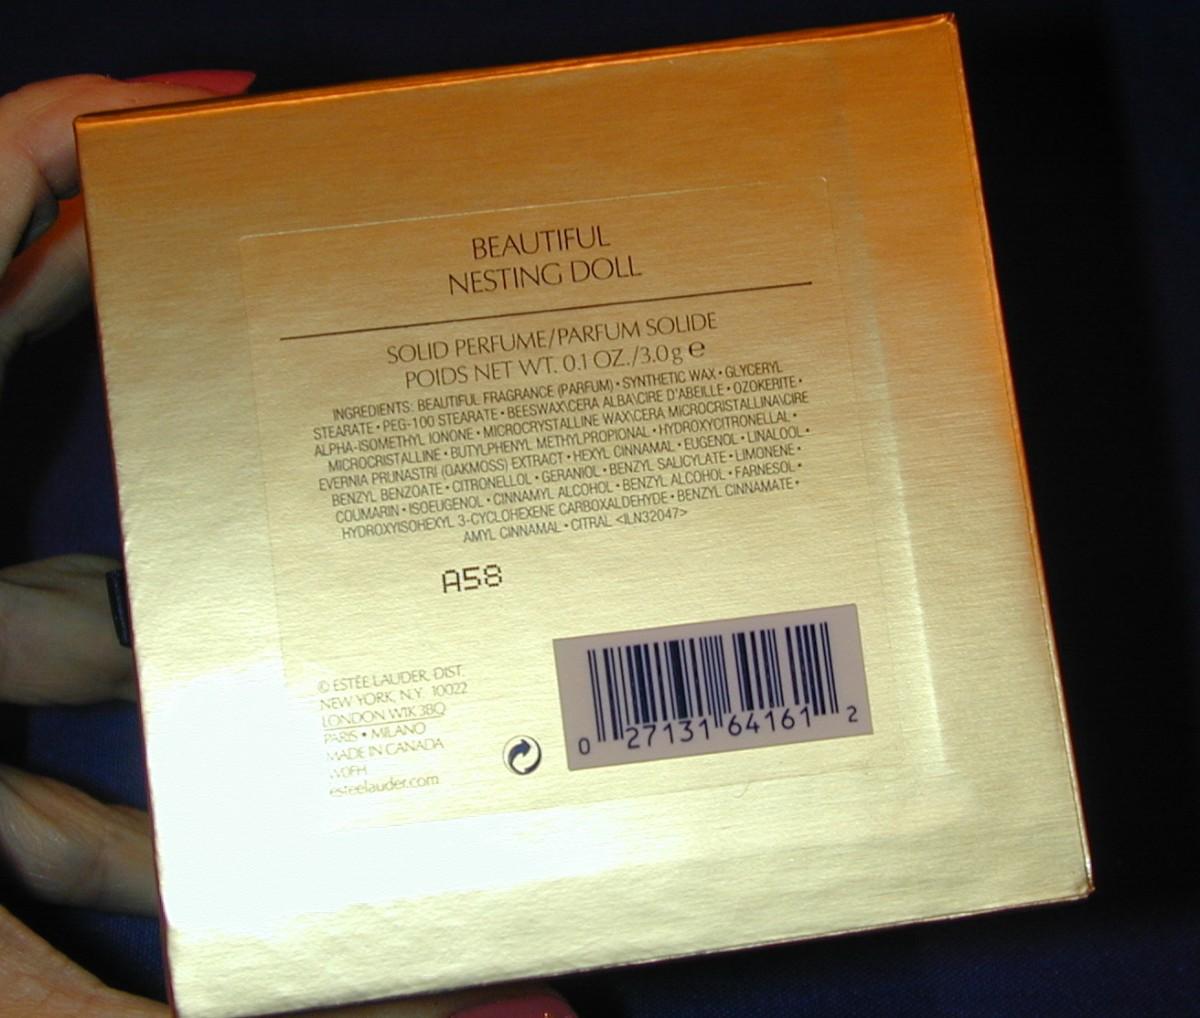 BEAUTIFUL
NESTING DOLL
SOLID PERFUME/PARFUM SOLIDE
POIDS NET WT. 0.1 OZ./3.0g ℮
INGREDIENTS: BEAUTIFUL FRAGRANCE (PARFUM) • SYNTHETIC WAX • GLYCERYL
STEARATE • PEG-100 STEARATE • BEESWAX\CERA ALBA\CIRE D'ABEILLE • OZOKERITE •
ALPHA-ISOMETHYL IONONE • MICROCRYSTALLINE WAX\CERA MICROCRISTALLINA\CIRE
MICROCRISTALLINE • BUTYLPHENYL METHYLPROPIONAL • HYDROXYCITRONELLAL •
EVERNIA PRUNASTRI (OAKMOSS) EXTRACT • HEXYL CINNAMAL • EUGENOL • LINALOOL •
BENZYL BENZOATE • CITRONELLOL • GERANIOL • BENZYL SALICYLATE • LIMONENE •
COUMARIN • ISOEUGENOL • CINNAMYL ALCOHOL • BENZYL ALCOHOL • FARNESOL •
HYDROXYISOHEXYL 3-CYCLOHEXENE CARBOXALDEHYDE • BENZYL CINNAMATE •
AMYL CINNAMAL • CITRAL <ILN32047>
A58
© ESTĒE LAUDER, DIST.
NEW YORK, N.Y. 10022
LONDON W1K 3BQ
PARIS • MILANO
MADE IN CANADA
esteelauder.com
0 27131 64161 2